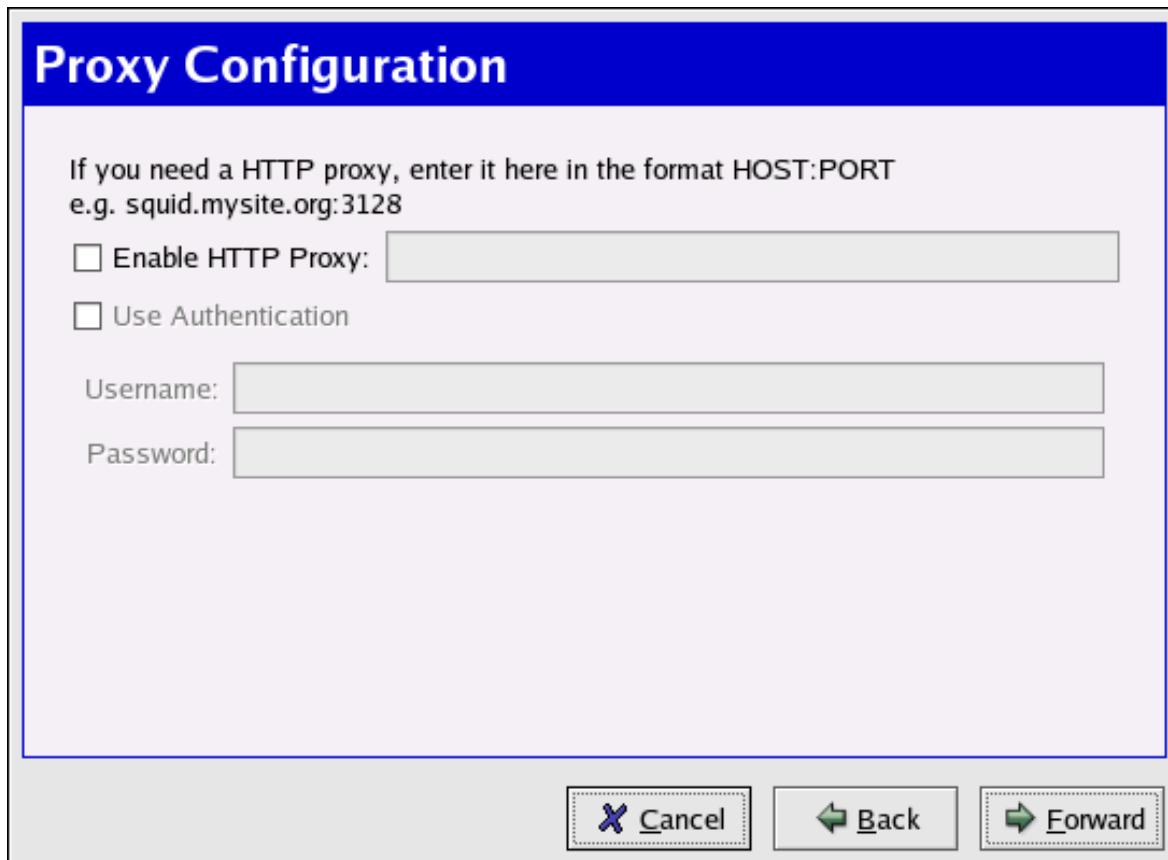 Proxy Configuration
If you need a HTTP proxy, enter it here in the format HOST:PORT
e.g. squid.mysite.org:3128
Enable HTTP Proxy:
Use Authentication
Username:
Password:
Cancel Back Forward